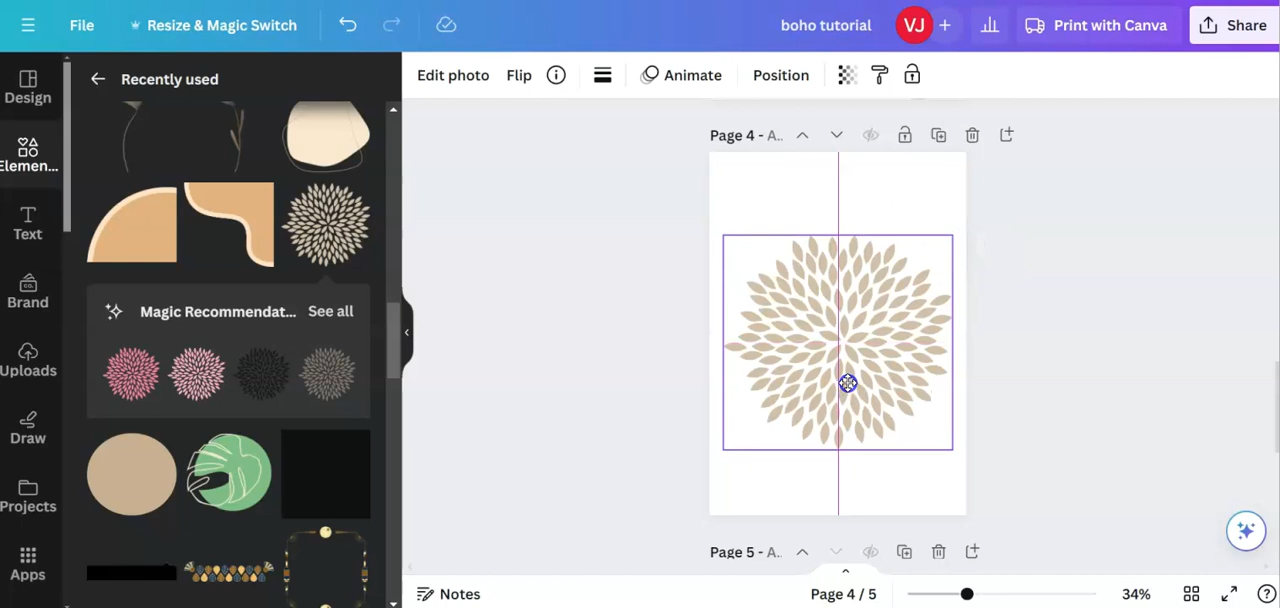 File
Resize & Magic Switch
boho tutorial
VJ
Print with Canva
Share
Design
Elemen...
Text
Brand
Uploads
Draw
Projects
Apps
Recently used
Magic Recommendat...
See all
Edit photo
Flip
Animate
Position
Page 4 - A..
Page 5 - A..
Notes
Page 4 / 5
34%